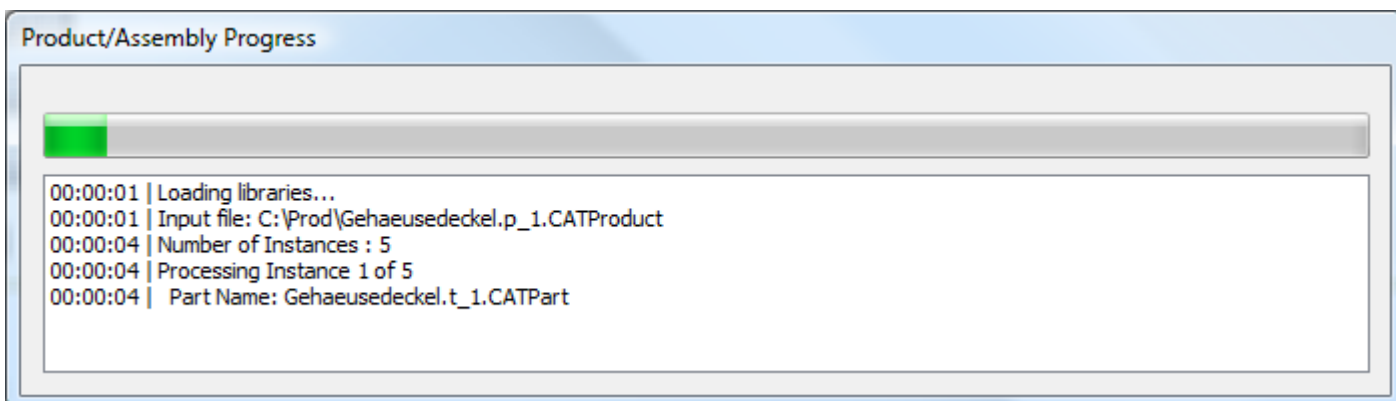 Product/Assembly Progress
00:00:01 | Loading libraries...
00:00:01 | Input file: C:\Prod\Gehaeusedeckel.p_1.CATProduct
00:00:04 | Number of Instances : 5
00:00:04 | Processing Instance 1 of 5
00:00:04 |   Part Name: Gehaeusedeckel.t_1.CATPart